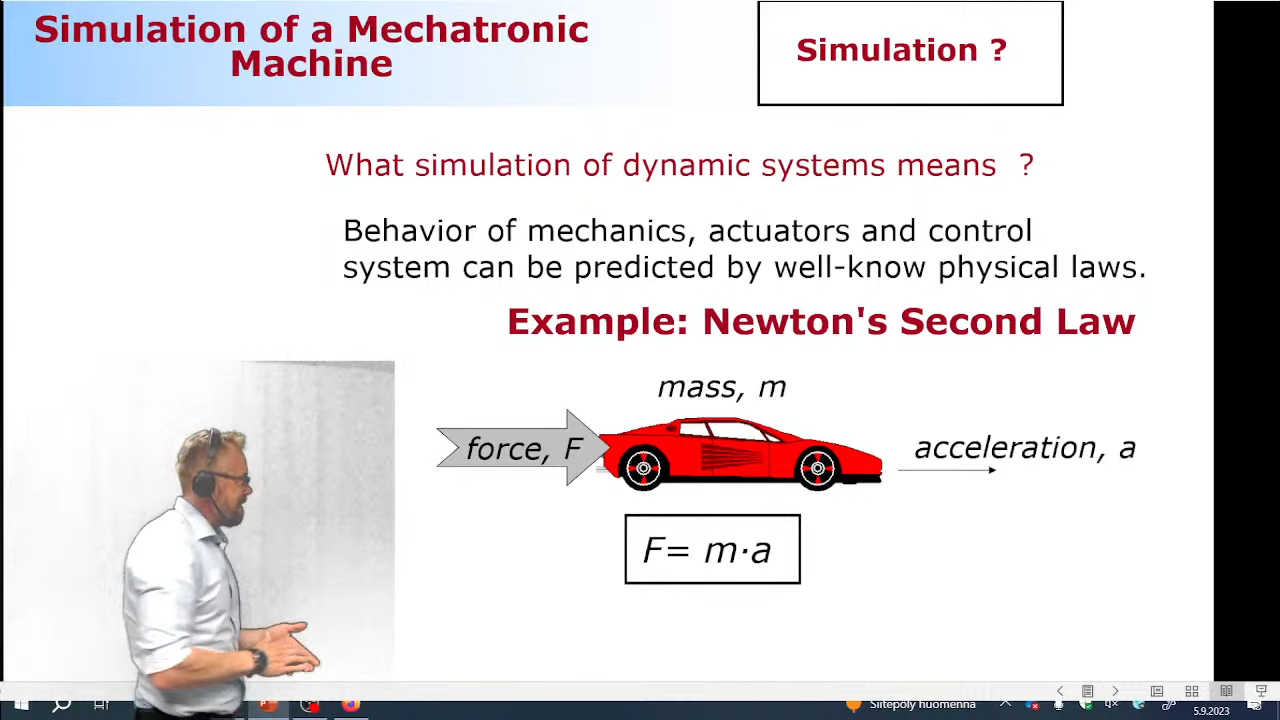 Simulation of a Mechatronic
Machine
Simulation ?
What simulation of dynamic systems means ?
Behavior of mechanics, actuators and control
system can be predicted by well-know physical laws.
Example: Newton's Second Law
mass, m
force, F
acceleration, a
F= m·a
Siitepöly huomenna
5.9.2023